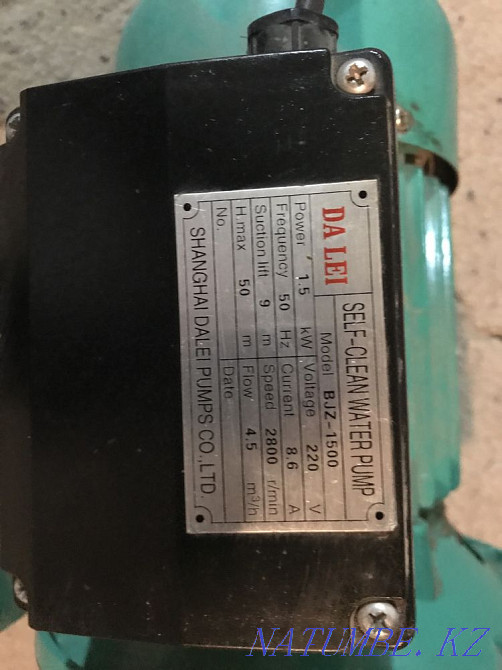 DA LEI SELF-CLEAN WATER PUMP
Model BJZ-1500
Power 1.5 kW Voltage 220 V
Frequency 50 Hz Current 8.6 A
Suction lift 9 m Speed 2800 r/min
H.max 50 m Flow 4.5 m³/h
No. Date
SHANGHAI DALEI PUMPS CO.,LTD.
NATUMBE.KZ